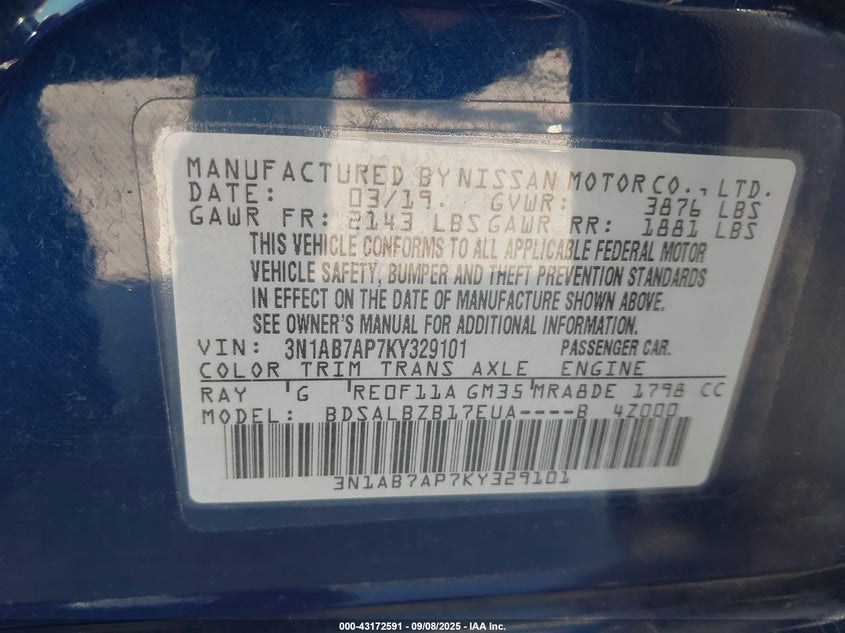 MANUFACTURED BY NISSAN MOTOR CO., LTD.
DATE: 03/19. GVWR: 3876 LBS
GAWR FR: 2143 LBS GAWR RR: 1881 LBS
THIS VEHICLE CONFORMS TO ALL APPLICABLE FEDERAL MOTOR
VEHICLE SAFETY, BUMPER AND THEFT PREVENTION STANDARDS
IN EFFECT ON THE DATE OF MANUFACTURE SHOWN ABOVE.
SEE OWNER'S MANUAL FOR ADDITIONAL INFORMATION.
VIN: 3N1AB7AP7KY329101 PASSENGER CAR.
COLOR TRIM TRANS AXLE ENGINE
RAY G RE0F11A GM35 MRA8DE 1798 CC
MODEL: BDSALBZB17EUA----B 4Z000
3N1AB7AP7KY329101
000-43172591 - 09/08/2025 - IAA Inc.